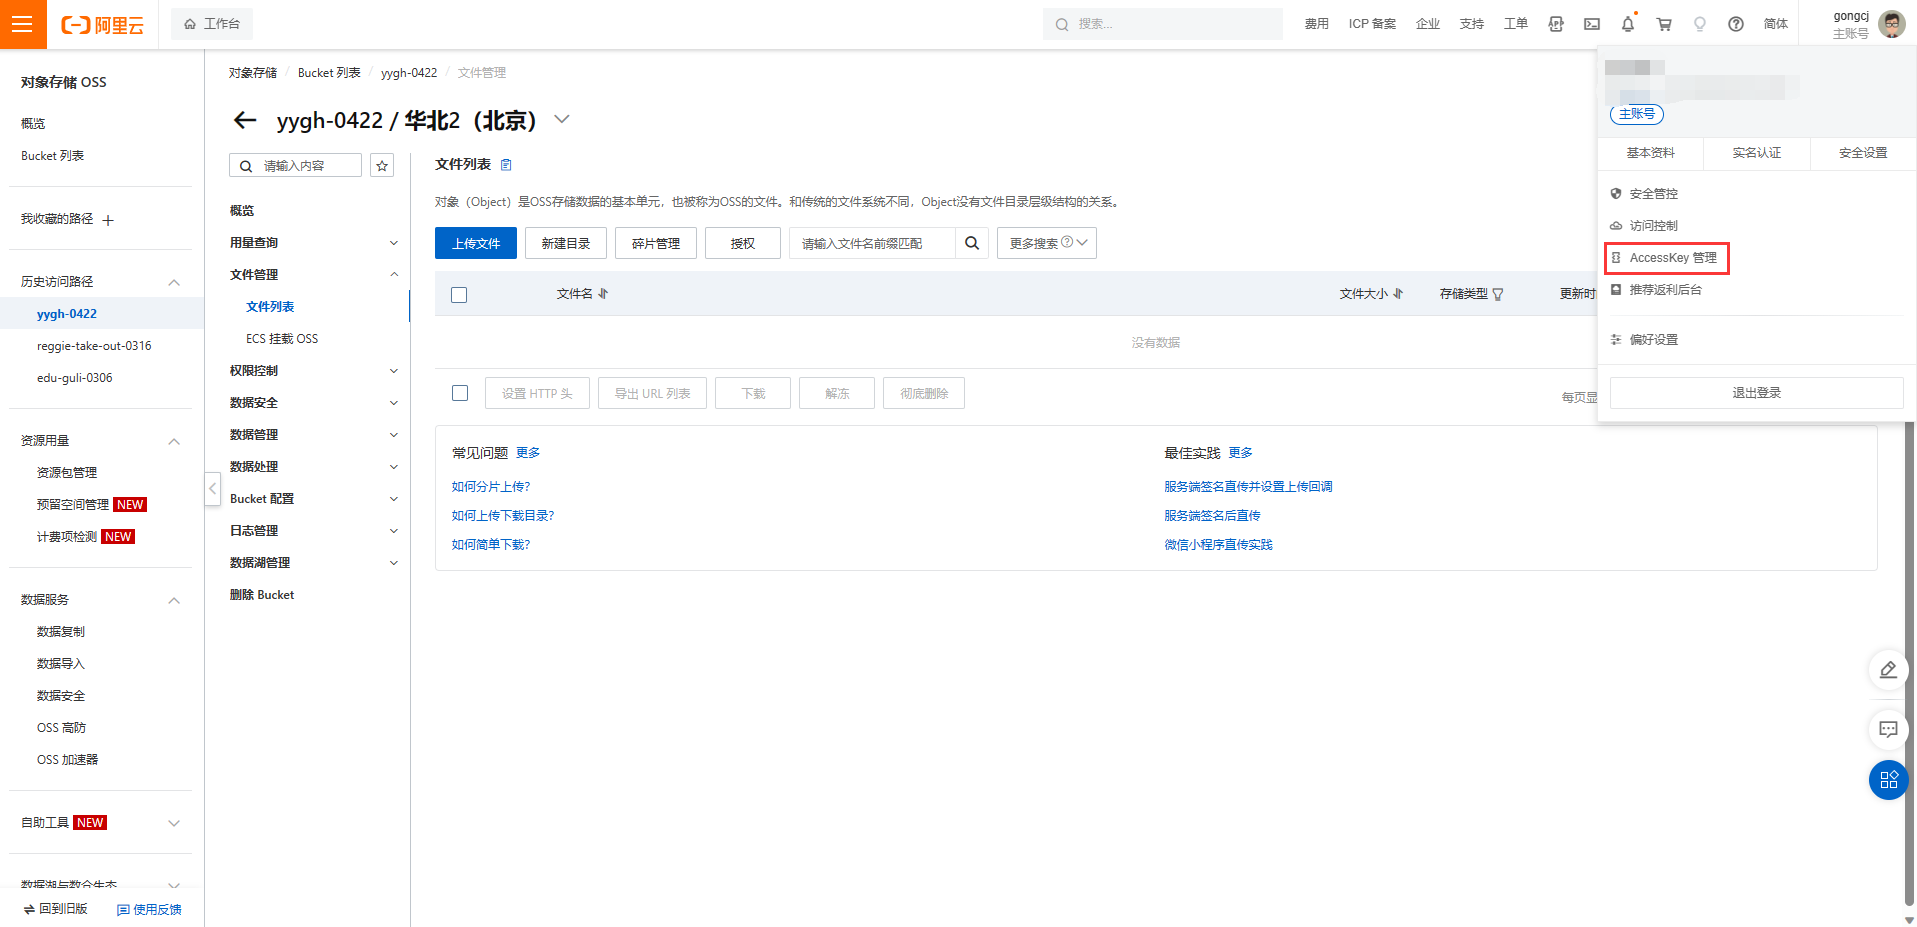 阿里云
工作台
搜索...
费用
ICP 备案
企业
支持
工单
简体
gongcj
主账号
对象存储 OSS
概览
Bucket 列表
我收藏的路径
历史访问路径
yygh-0422
reggie-take-out-0316
edu-guli-0306
资源用量
资源包管理
预留空间管理 NEW
计费项检测 NEW
数据服务
数据复制
数据导入
数据安全
OSS 高防
OSS 加速器
自助工具 NEW
数据湖与数仓生态
回到旧版
使用反馈
对象存储 / Bucket 列表 / yygh-0422 / 文件管理
yygh-0422 / 华北2（北京）
请输入内容
概览
用量查询
文件管理
文件列表
ECS 挂载 OSS
权限控制
数据安全
数据管理
数据处理
Bucket 配置
日志管理
数据湖管理
删除 Bucket
文件列表
对象（Object）是OSS存储数据的基本单元，也被称为OSS的文件。和传统的文件系统不同，Object没有文件目录层级结构的关系。
上传文件
新建目录
碎片管理
授权
请输入文件名前缀匹配
更多搜索
文件名
文件大小
存储类型
更新时
没有数据
设置 HTTP 头
导出 URL 列表
下载
解冻
彻底删除
每页显
常见问题 更多
如何分片上传?
如何上传下载目录?
如何简单下载?
最佳实践 更多
服务端签名直传并设置上传回调
服务端签名后直传
微信小程序直传实践
主账号
基本资料
实名认证
安全设置
安全管控
访问控制
AccessKey 管理
推荐返利后台
偏好设置
退出登录